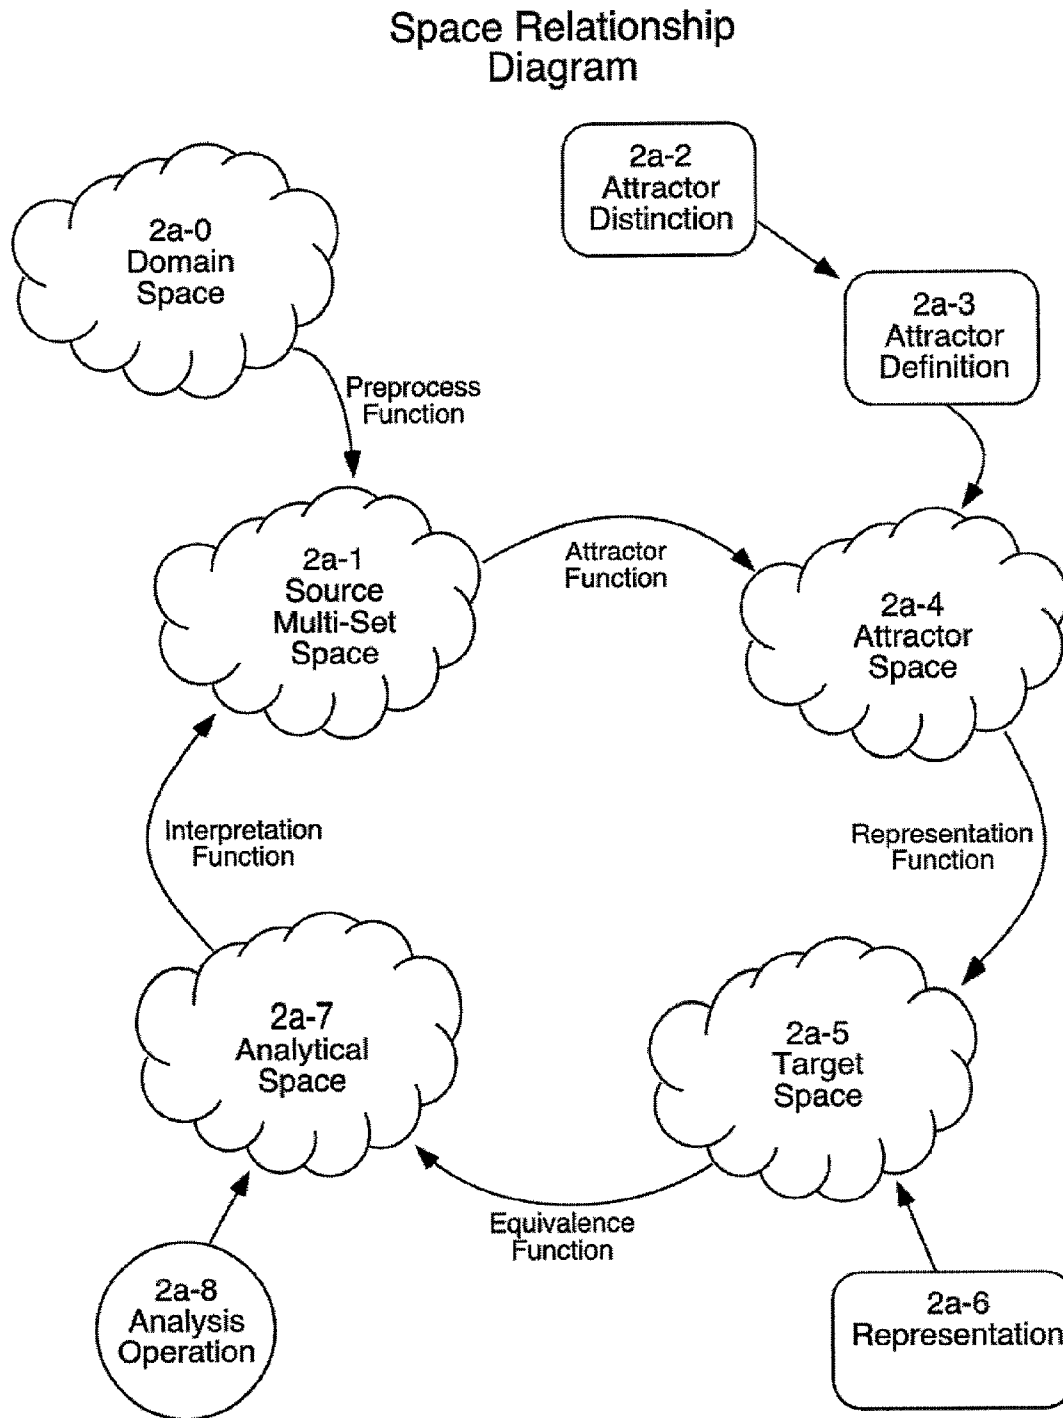 Space Relationship
Diagram
2a-0
Domain
Space
2a-2
Attractor
Distinction
2a-3
Attractor
Definition
Preprocess
Function
2a-1
Source
Multi-Set
Space
Attractor
Function
2a-4
Attractor
Space
Interpretation
Function
Representation
Function
2a-7
Analytical
Space
2a-5
Target
Space
Equivalence
Function
2a-8
Analysis
Operation
2a-6
Representation